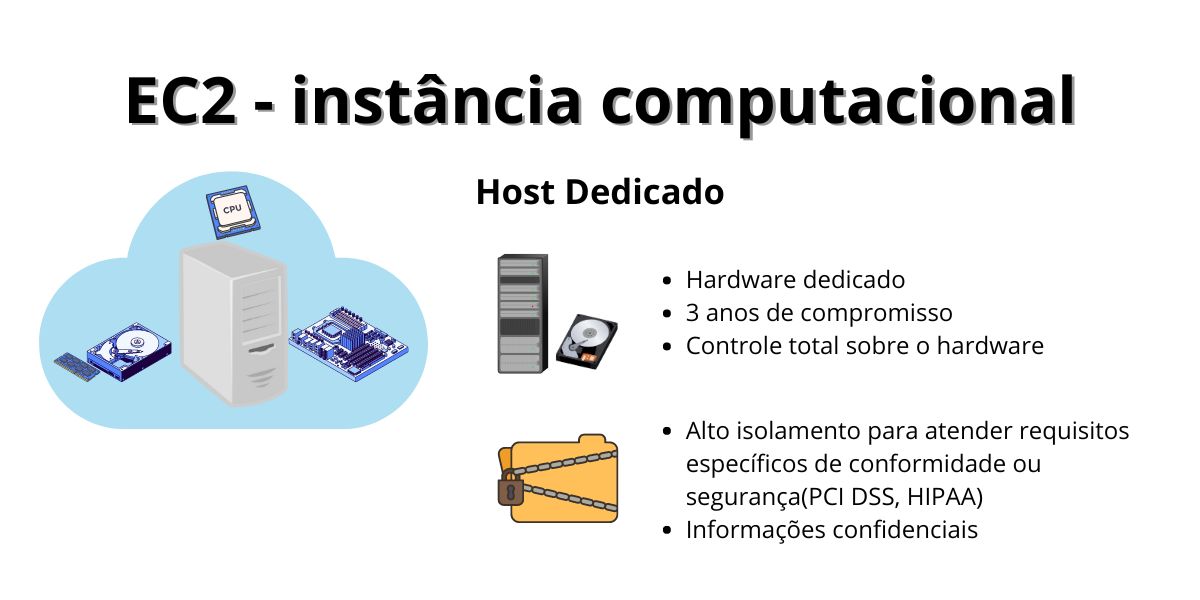 EC2 - instância computacional
Host Dedicado
CPU
• Hardware dedicado
• 3 anos de compromisso
• Controle total sobre o hardware
• Alto isolamento para atender requisitos
específicos de conformidade ou
segurança(PCI DSS, HIPAA)
• Informações confidenciais